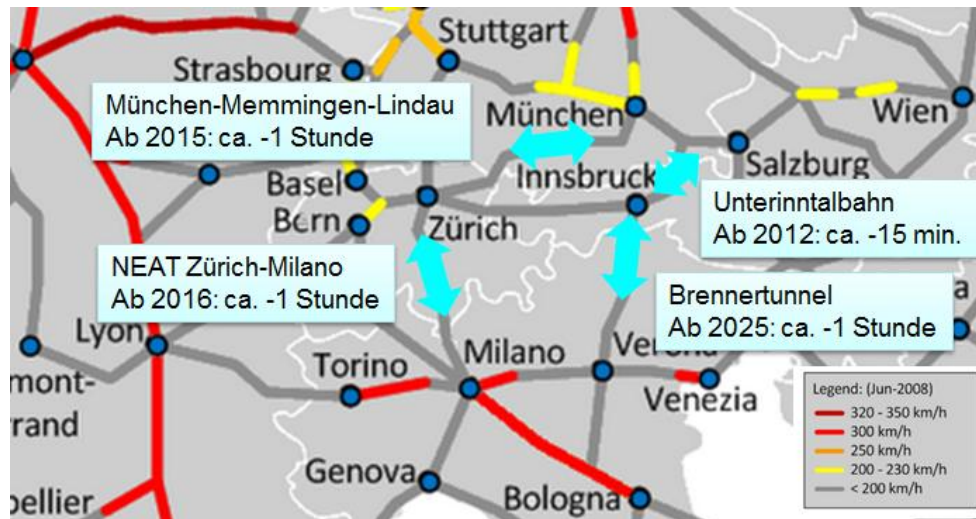 Stuttgart
Strasbourg
München-Memmingen-Lindau
Ab 2015: ca. -1 Stunde
München
Wien
Salzburg
Basel
Innsbruck
Bern
Zürich
Unterinntalbahn
Ab 2012: ca. -15 min.
NEAT Zürich-Milano
Ab 2016: ca. -1 Stunde
Brennertunnel
Ab 2025: ca. -1 Stunde
Lyon
Torino
Milano
Verona
Venezia
mont-
rand
Genova
Bologna
pellier
a
Legend: (Jun-2008)
320 - 350 km/h
300 km/h
250 km/h
200 - 230 km/h
< 200 km/h